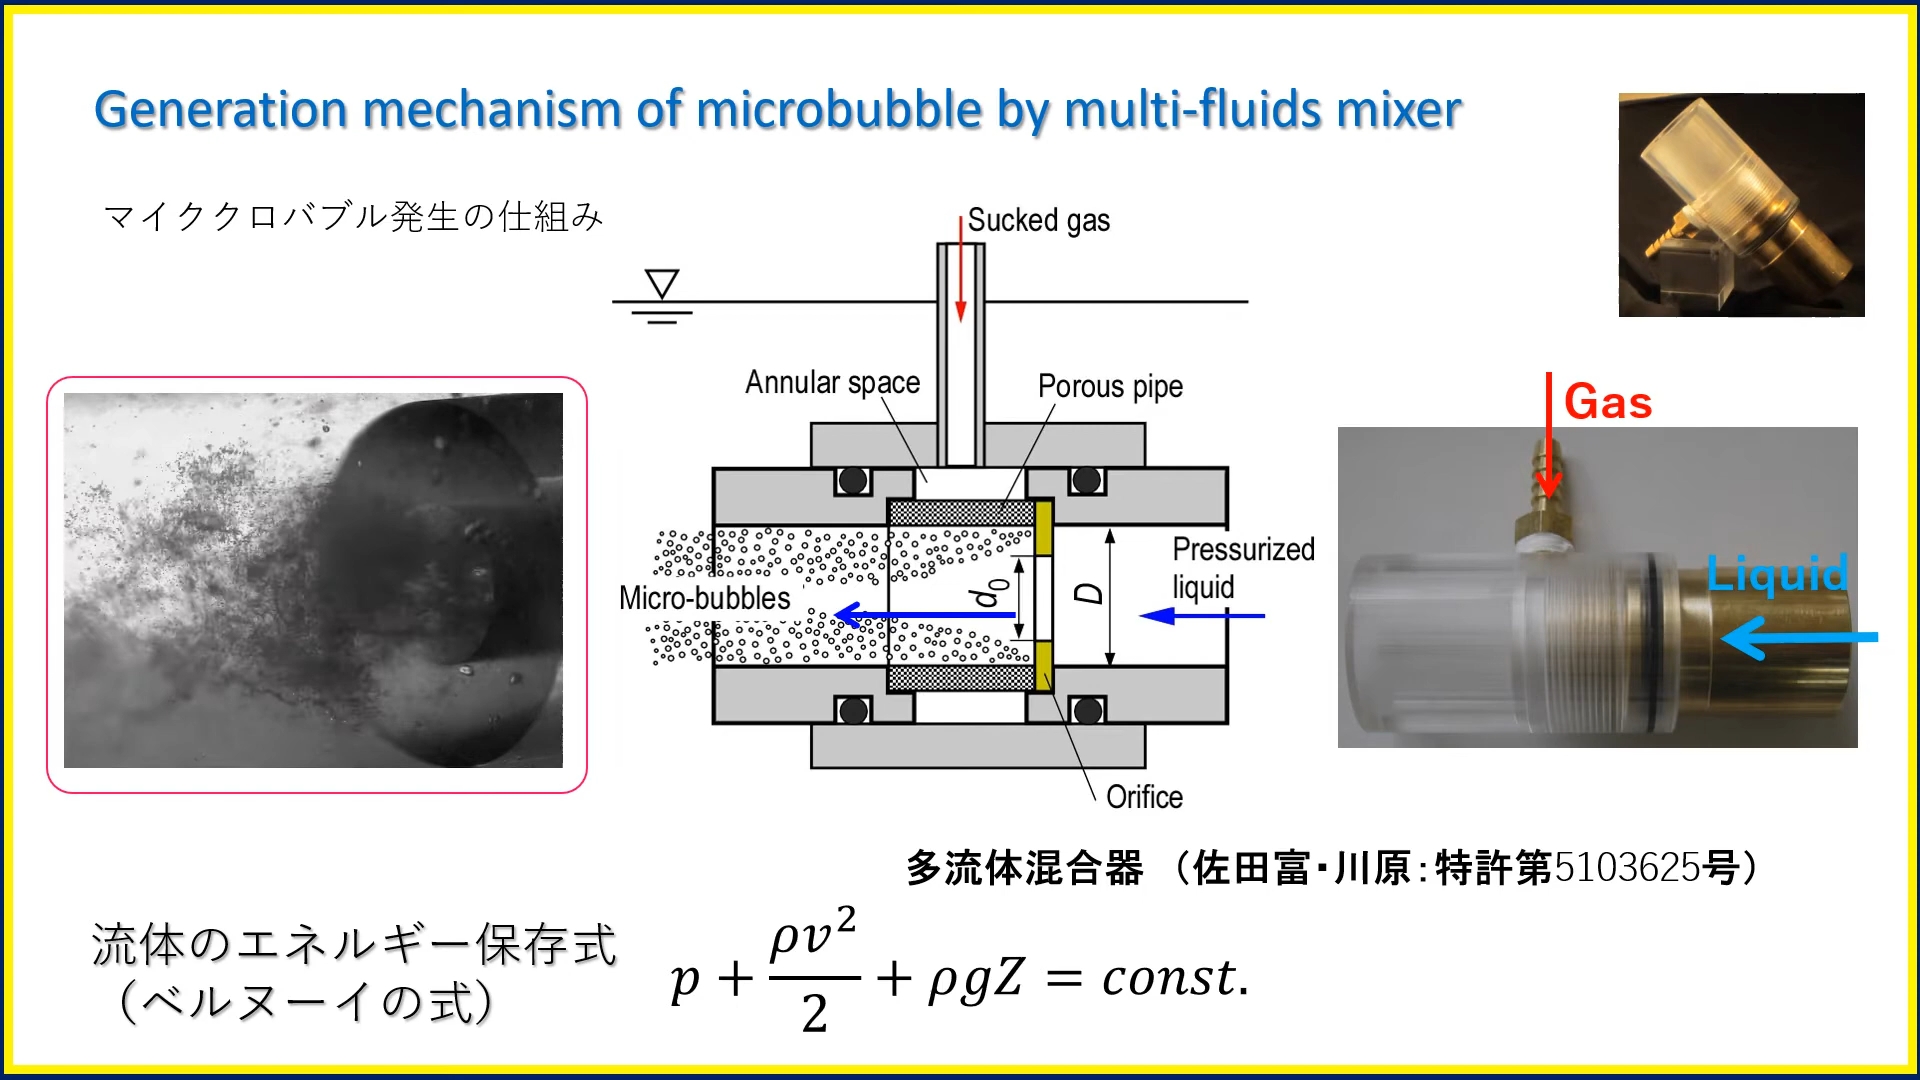 Generation mechanism of microbubble by multi-fluids mixer
マイククロバブル発生の仕組み
Sucked gas
Annular space
Porous pipe
Gas
Pressurized
liquid
Liquid
Micro-bubbles
d0
D
Orifice
多流体混合器 （佐田富・川原：特許第5103625号）
流体のエネルギー保存式
（ベルヌーイの式）
p + ρv²/2 + ρgZ = const.